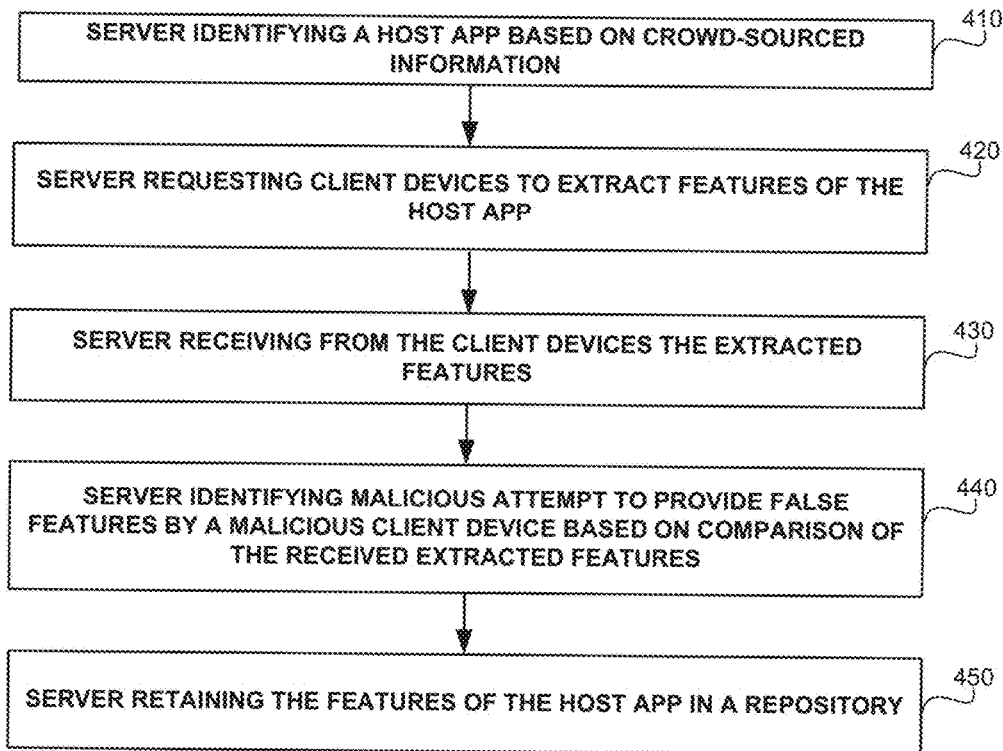 410
SERVER IDENTIFYING A HOST APP BASED ON CROWD-SOURCED
INFORMATION
420
SERVER REQUESTING CLIENT DEVICES TO EXTRACT FEATURES OF THE
HOST APP
430
SERVER RECEIVING FROM THE CLIENT DEVICES THE EXTRACTED
FEATURES
440
SERVER IDENTIFYING MALICIOUS ATTEMPT TO PROVIDE FALSE
FEATURES BY A MALICIOUS CLIENT DEVICE BASED ON COMPARISON OF
THE RECEIVED EXTRACTED FEATURES
450
SERVER RETAINING THE FEATURES OF THE HOST APP IN A REPOSITORY